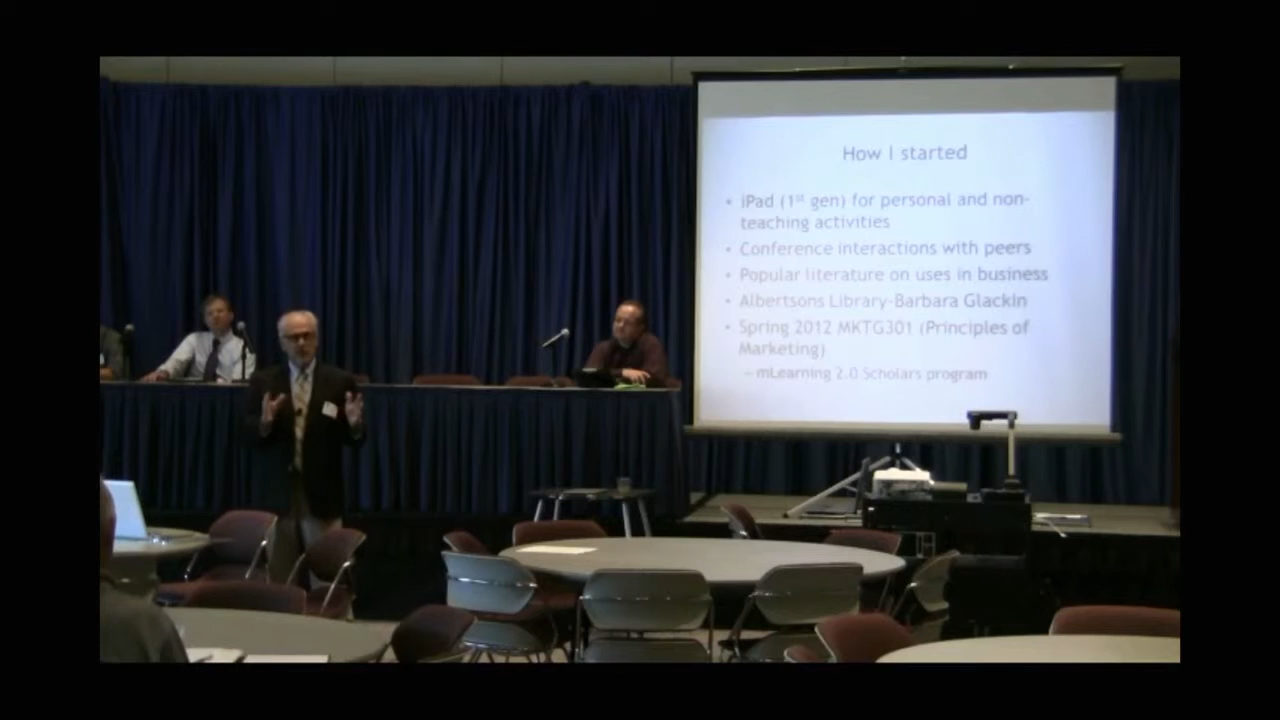 How I started
• iPad (1st gen) for personal and non-
teaching activities
• Conference interactions with peers
• Popular literature on uses in business
• Albertsons Library-Barbara Glackin
• Spring 2012 MKTG301 (Principles of
Marketing)
– mLearning 2.0 Scholars program